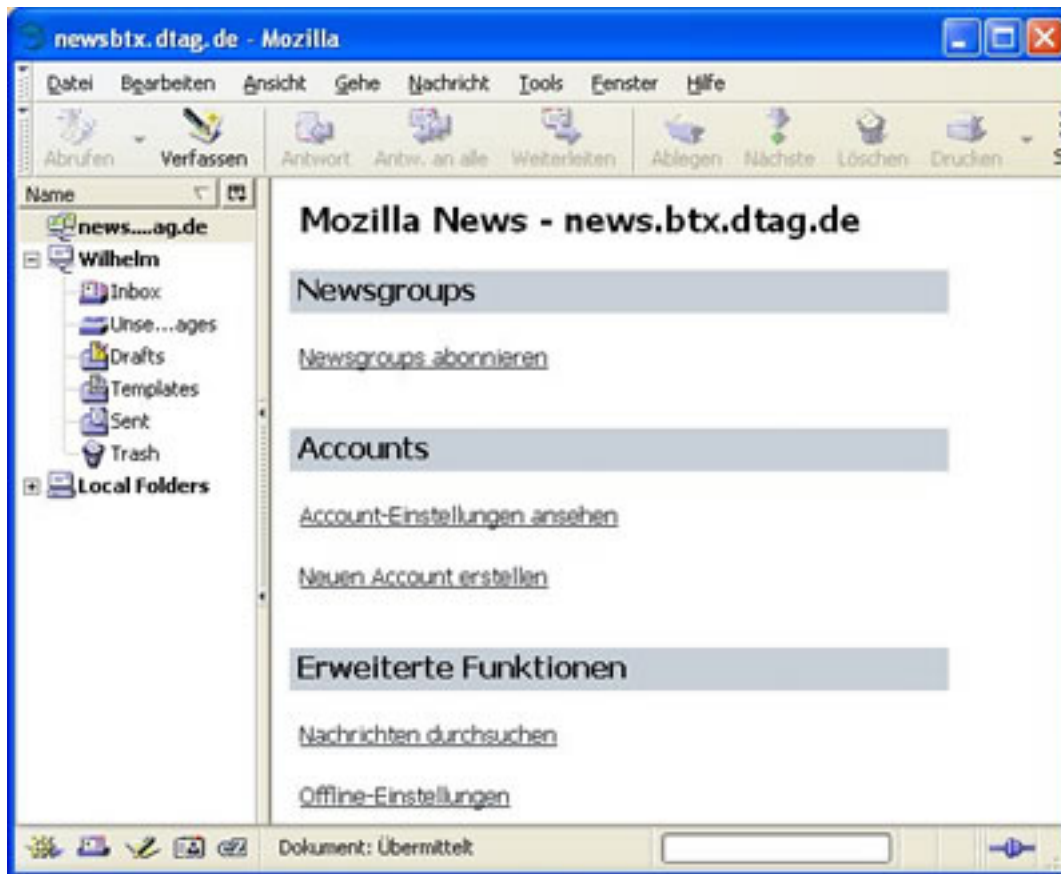 newsbtx.dtag.de - Mozilla
Datei Bearbeiten Ansicht Gehe Nachricht Tools Fenster Hilfe
Abrufen Verfassen Antwort Antw. an alle Weiterleiten Ablegen Nächste Löschen Drucken S
Name
news....ag.de
Wilhelm
Inbox
Unse...ages
Drafts
Templates
Sent
Trash
Local Folders
Mozilla News - news.btx.dtag.de
Newsgroups
Newsgroups abonnieren
Accounts
Account-Einstellungen ansehen
Neuen Account erstellen
Erweiterte Funktionen
Nachrichten durchsuchen
Offline-Einstellungen
Dokument: Übermittelt